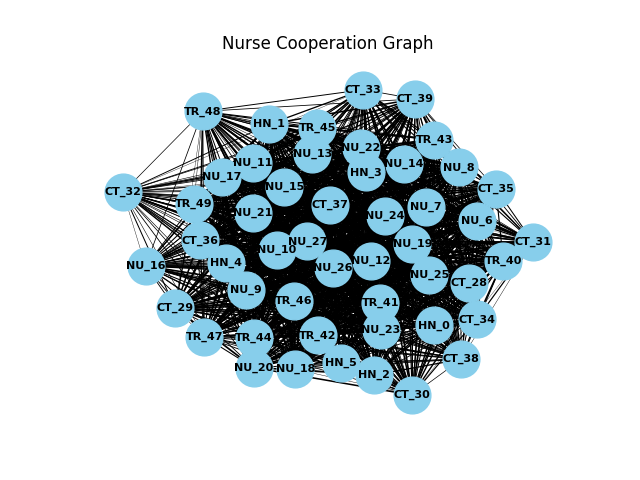 Nurse Cooperation Graph
CT_33
CT_39
TR_48
HN_1
TR_45
TR_43
NU_22
NU_13
NU_11
HN_3
NU_14
NU_8
NU_17
NU_15
CT_35
CT_32
TR_49
CT_37
NU_7
NU_21
NU_24
NU_6
CT_36
NU_27
NU_19
CT_31
NU_10
NU_16
HN_4
NU_26
NU_12
TR_40
NU_25
CT_28
NU_9
TR_46
TR_41
CT_29
CT_34
HN_0
NU_23
TR_47
TR_44
TR_42
CT_38
HN_5
NU_20
NU_18
HN_2
CT_30